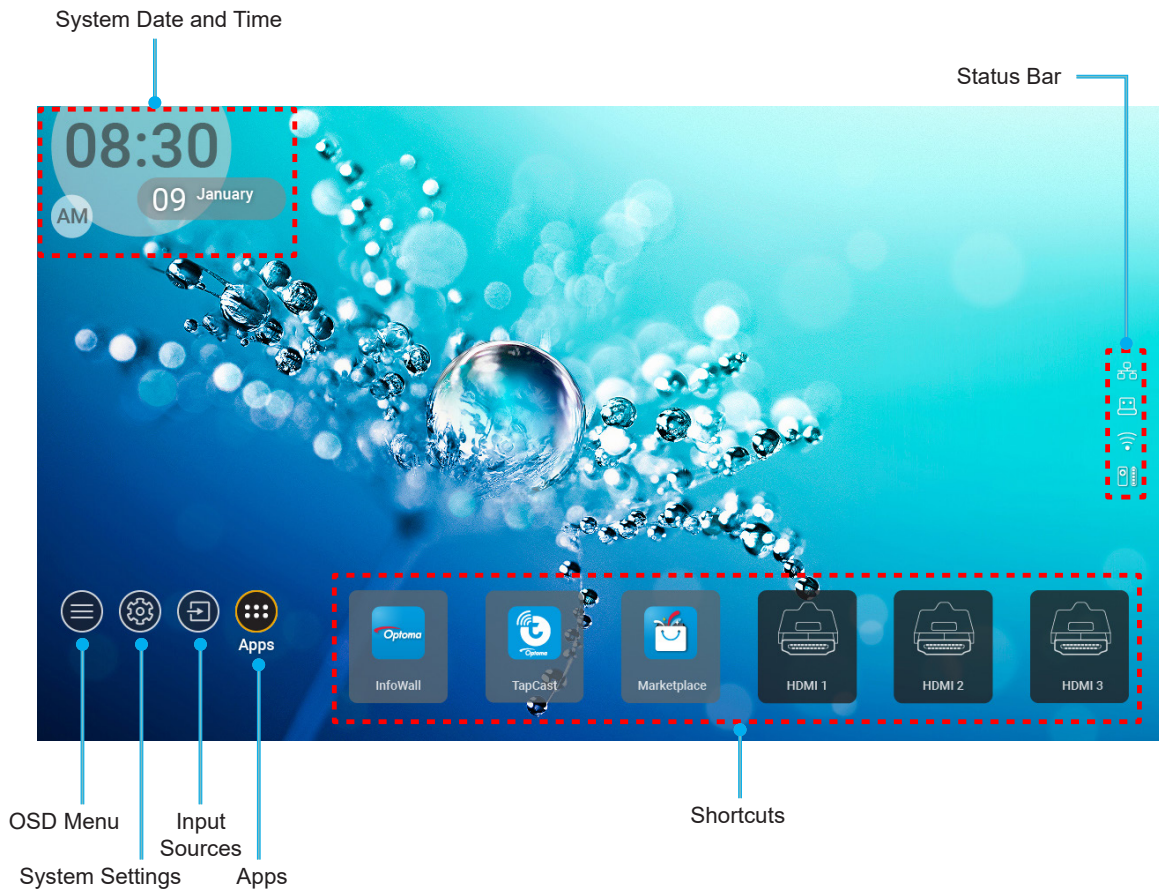 System Date and Time
Status Bar
08:30
09 January
AM
Apps
Optoma
InfoWall
Optoma
TapCast
Marketplace
HDMI 1
HDMI 2
HDMI 3
OSD Menu
Input
Sources
Shortcuts
System Settings
Apps